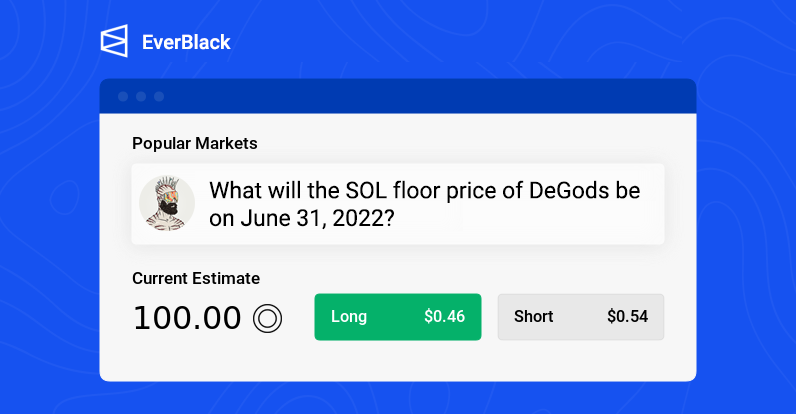 EverBlack
Popular Markets
What will the SOL floor price of DeGods be
on June 31, 2022?
Current Estimate
100.00
Long $0.46
Short $0.54